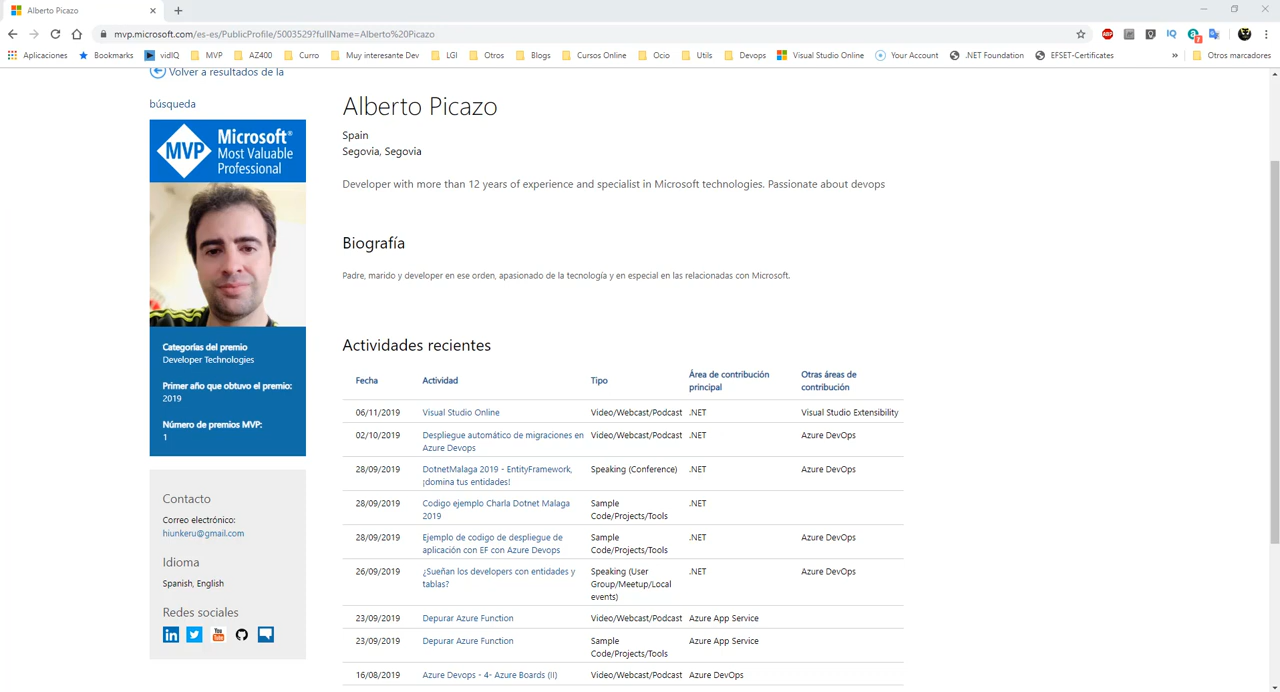 Alberto Picazo
mvp.microsoft.com/es-es/PublicProfile/5003529?fullName=Alberto%20Picazo
Aplicaciones Bookmarks vidIQ MVP AZ400 Curro Muy interesante Dev LGI Otros Blogs Cursos Online Ocio Utils Devops Visual Studio Online Your Account .NET Foundation EFSET-Certificates » Otros marcadores
Volver a resultados de la
búsqueda
MVP Microsoft®
Most Valuable
Professional
Categorías del premio
Developer Technologies
Primer año que obtuvo el premio:
2019
Número de premios MVP:
1
Contacto
Correo electrónico:
hiunkeru@gmail.com
Idioma
Spanish, English
Redes sociales
Alberto Picazo
Spain
Segovia, Segovia
Developer with more than 12 years of experience and specialist in Microsoft technologies. Passionate about devops
Biografía
Padre, marido y developer en ese orden, apasionado de la tecnología y en especial en las relacionadas con Microsoft.
Actividades recientes
Fecha Actividad Tipo Área de contribución principal Otras áreas de contribución
06/11/2019 Visual Studio Online Video/Webcast/Podcast .NET Visual Studio Extensibility
02/10/2019 Despliegue automático de migraciones en Azure Devops Video/Webcast/Podcast .NET Azure DevOps
28/09/2019 DotnetMalaga 2019 - EntityFramework, ¡domina tus entidades! Speaking (Conference) .NET Azure DevOps
28/09/2019 Codigo ejemplo Charla Dotnet Malaga 2019 Sample Code/Projects/Tools .NET
28/09/2019 Ejemplo de codigo de despliegue de aplicación con EF con Azure Devops Sample Code/Projects/Tools .NET Azure DevOps
26/09/2019 ¿Sueñan los developers con entidades y tablas? Speaking (User Group/Meetup/Local events) .NET Azure DevOps
23/09/2019 Depurar Azure Function Video/Webcast/Podcast Azure App Service
23/09/2019 Depurar Azure Function Sample Code/Projects/Tools Azure App Service
16/08/2019 Azure Devops - 4- Azure Boards (II) Video/Webcast/Podcast Azure DevOps